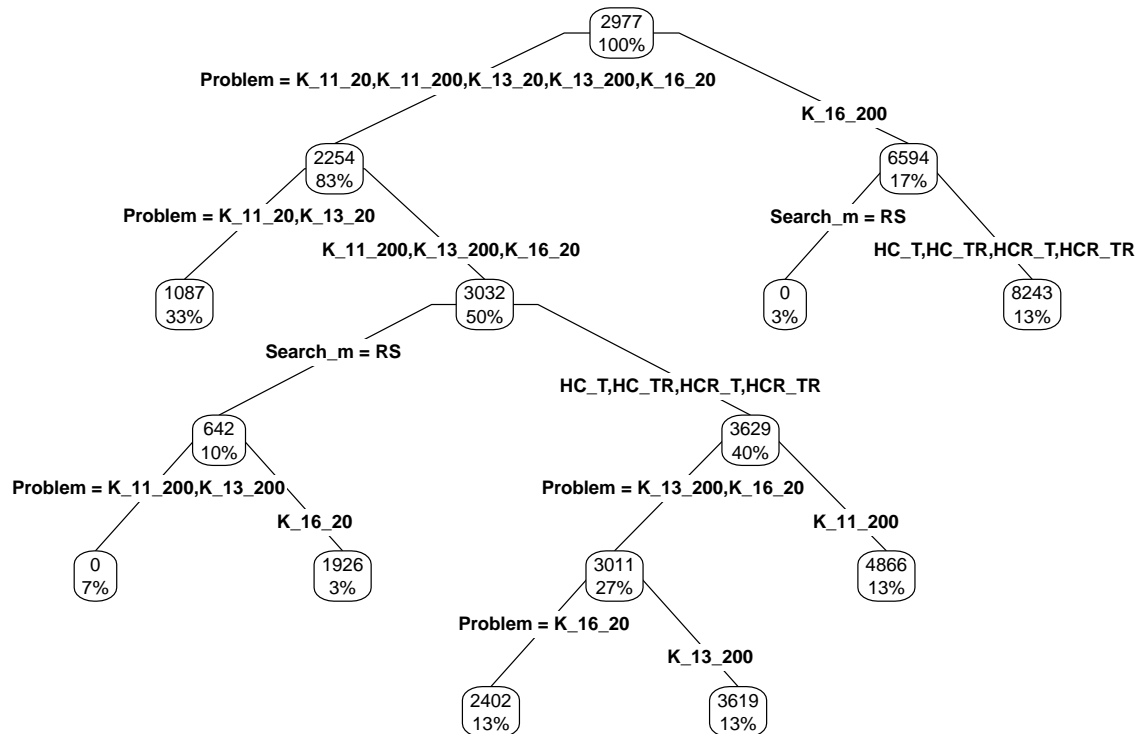 2977
100%
Problem = K_11_20,K_11_200,K_13_20,K_13_200,K_16_20
K_16_200
2254
83%
6594
17%
Problem = K_11_20,K_13_20
Search_m = RS
K_11_200,K_13_200,K_16_20
HC_T,HC_TR,HCR_T,HCR_TR
1087
33%
3032
50%
0
3%
8243
13%
Search_m = RS
HC_T,HC_TR,HCR_T,HCR_TR
642
10%
3629
40%
Problem = K_11_200,K_13_200
Problem = K_13_200,K_16_20
K_16_20
K_11_200
0
7%
1926
3%
3011
27%
4866
13%
Problem = K_16_20
K_13_200
2402
13%
3619
13%